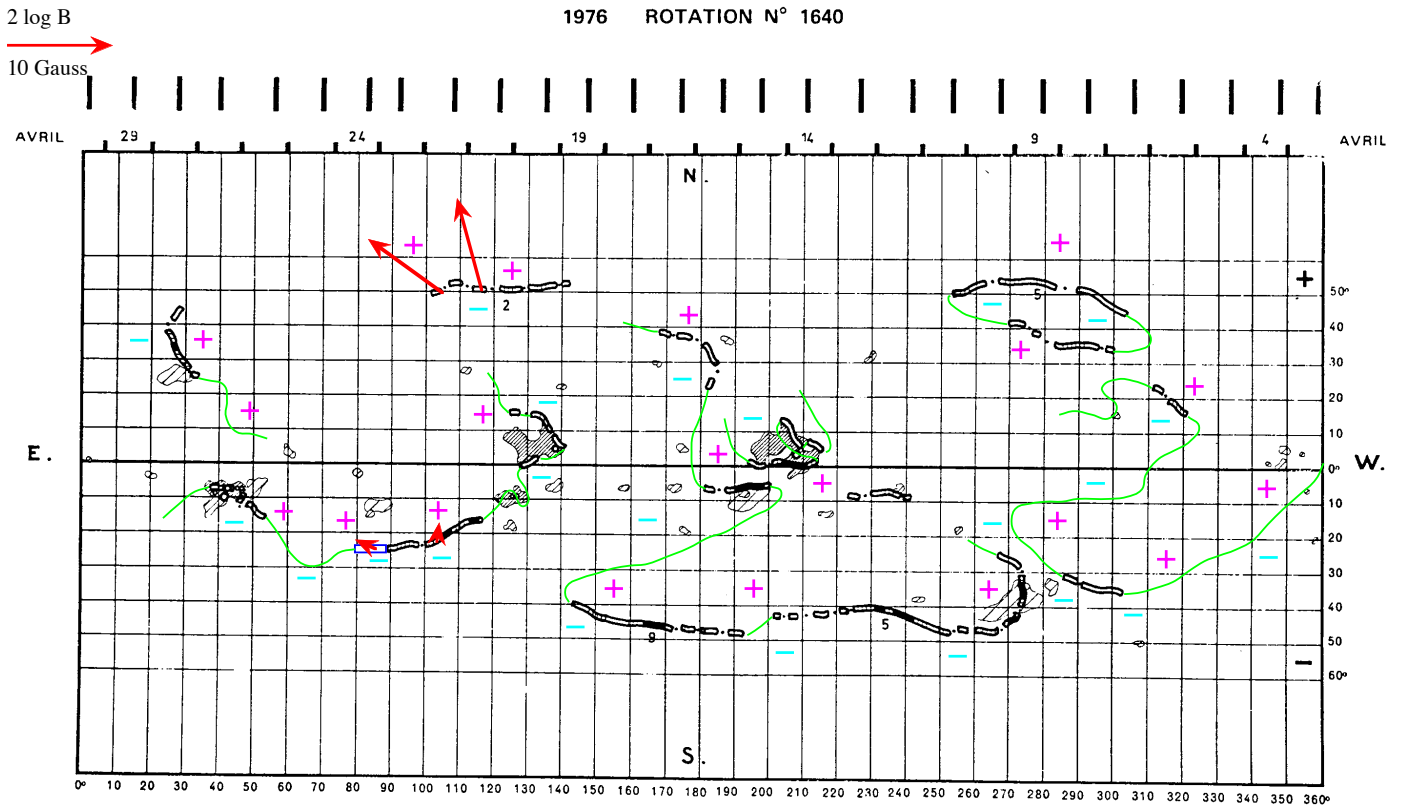 2 log B
1976 ROTATION N° 1640
10 Gauss
AVRIL 29 24 19 14 9 4 AVRIL
N.
+
2
5
50°
40
30
20
10
E. 0° W.
10
20
30
40
9 5
50
60°
S.
0° 10 20 30 40 50 60 70 80 90 100 110 120 130 140 150 160 170 180 190 200 210 220 230 240 250 260 270 280 290 300 310 320 330 340 350 360°